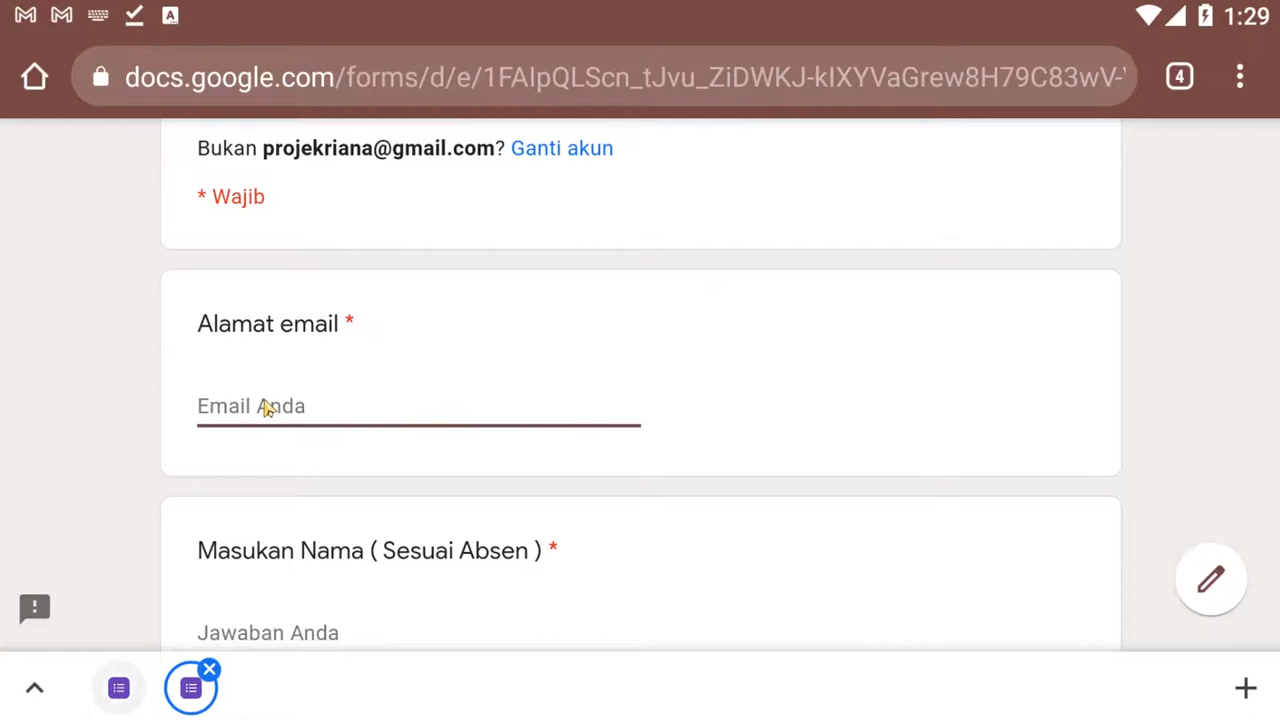 A
1:29
docs.google.com/forms/d/e/1FAIpQLScn_tJvu_ZiDWKJ-kIXYVaGrew8H79C83wV-
4
Bukan projekriana@gmail.com? Ganti akun
* Wajib
Alamat email *
Email Anda
Masukan Nama ( Sesuai Absen ) *
Jawaban Anda